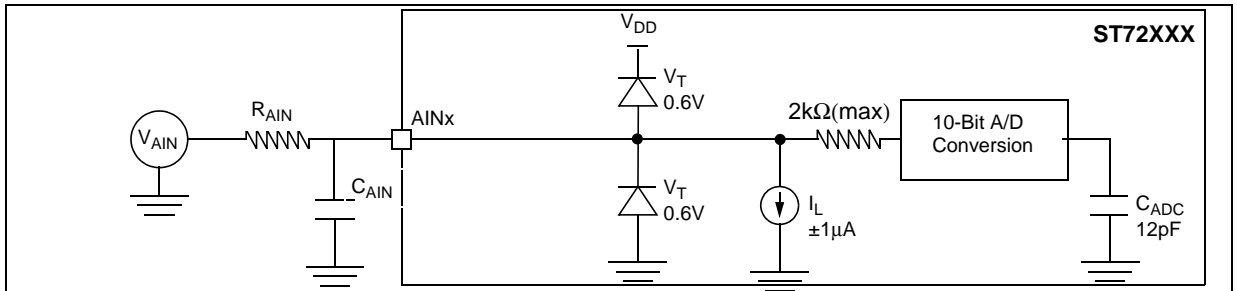 V_DD
ST72XXX
V_T
0.6V
R_AIN
AINx
2kΩ(max)
10-Bit A/D
Conversion
V_AIN
C_AIN
V_T
0.6V
I_L
±1μA
C_ADC
12pF